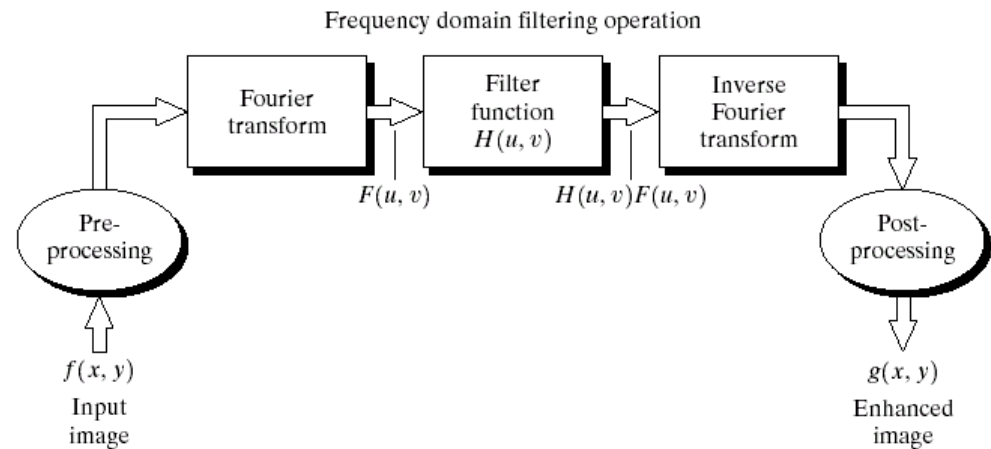 Frequency domain filtering operation
Fourier
transform
Filter
function
H(u, v)
Inverse
Fourier
transform
F(u, v)
H(u, v)F(u, v)
Pre-
processing
Post-
processing
f(x, y)
Input
image
g(x, y)
Enhanced
image